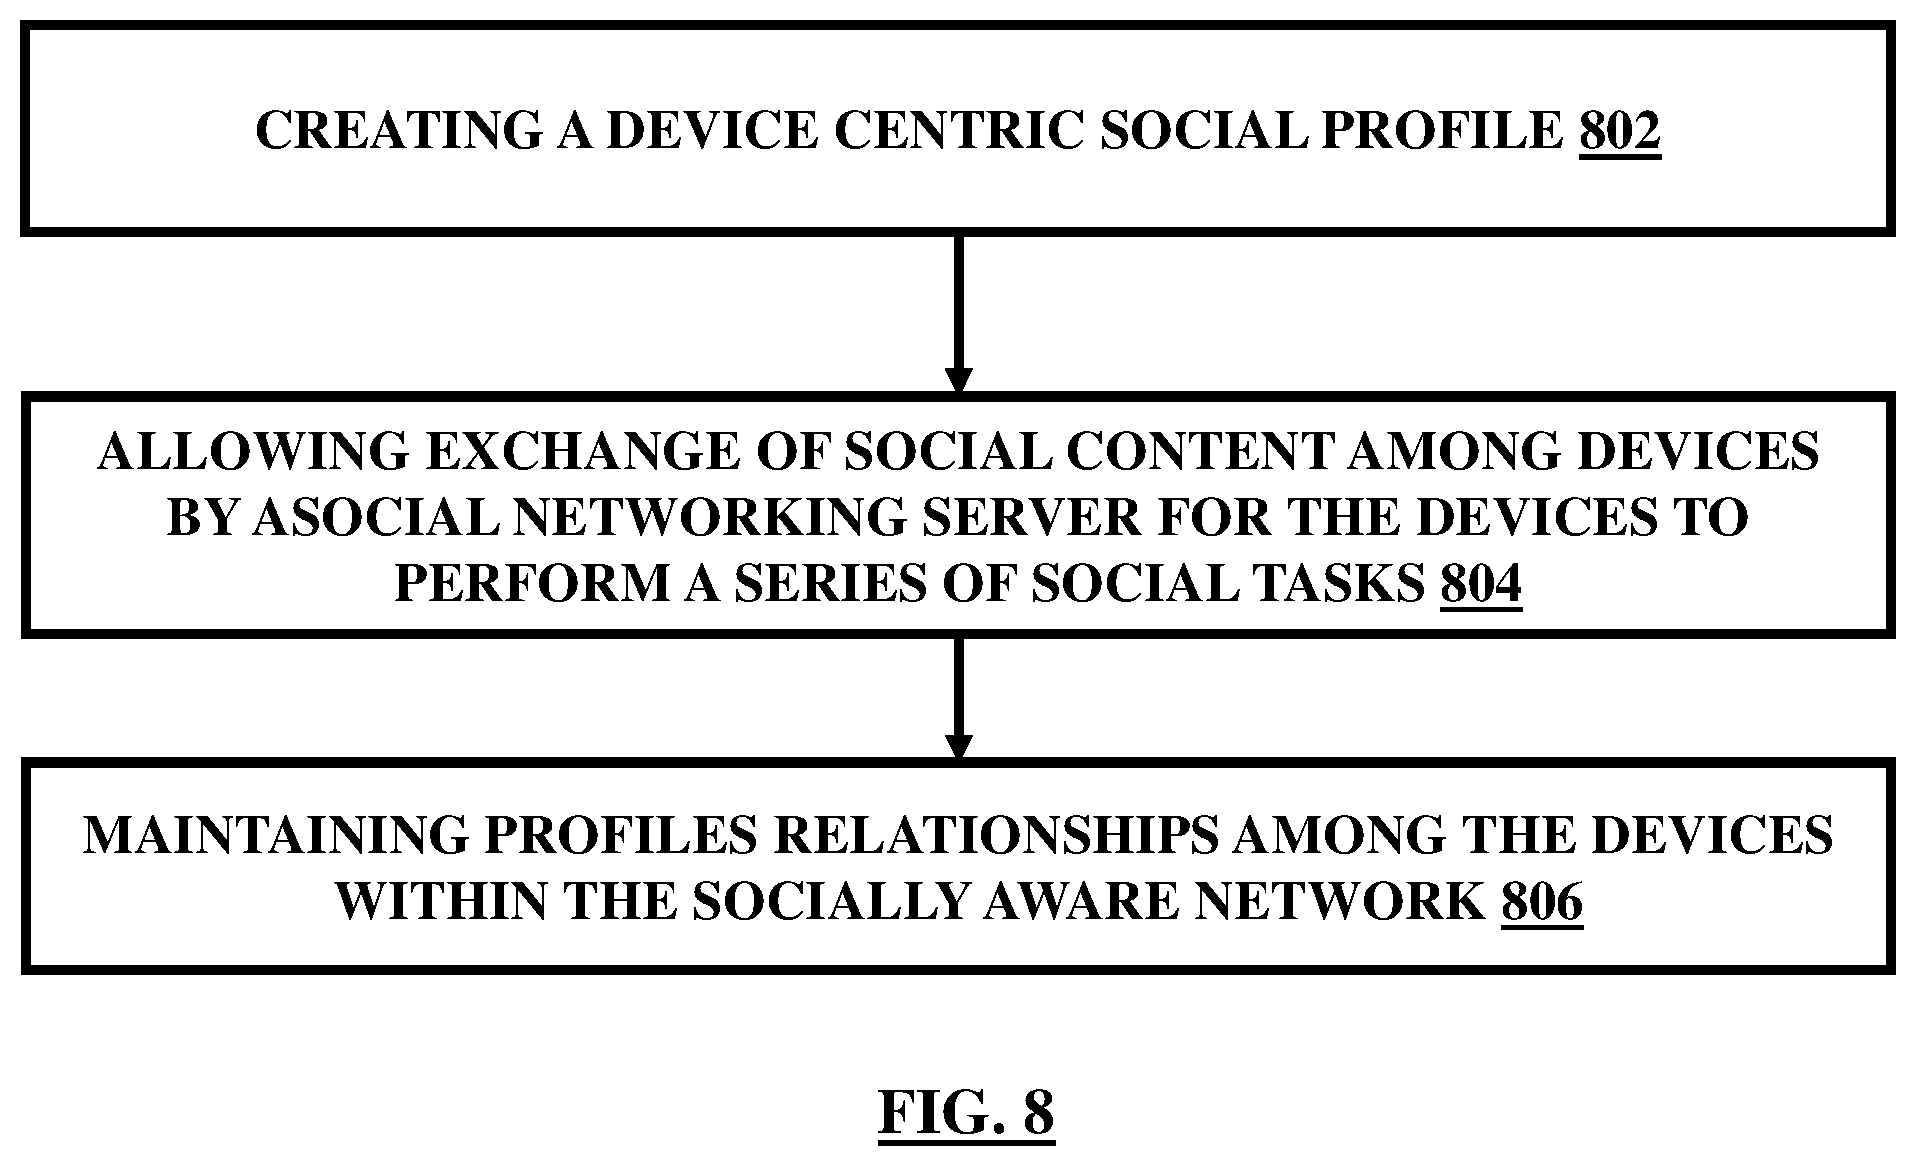 CREATING A DEVICE CENTRIC SOCIAL PROFILE 802
ALLOWING EXCHANGE OF SOCIAL CONTENT AMONG DEVICES
BY ASOCIAL NETWORKING SERVER FOR THE DEVICES TO
PERFORM A SERIES OF SOCIAL TASKS 804
MAINTAINING PROFILES RELATIONSHIPS AMONG THE DEVICES
WITHIN THE SOCIALLY AWARE NETWORK 806
FIG. 8